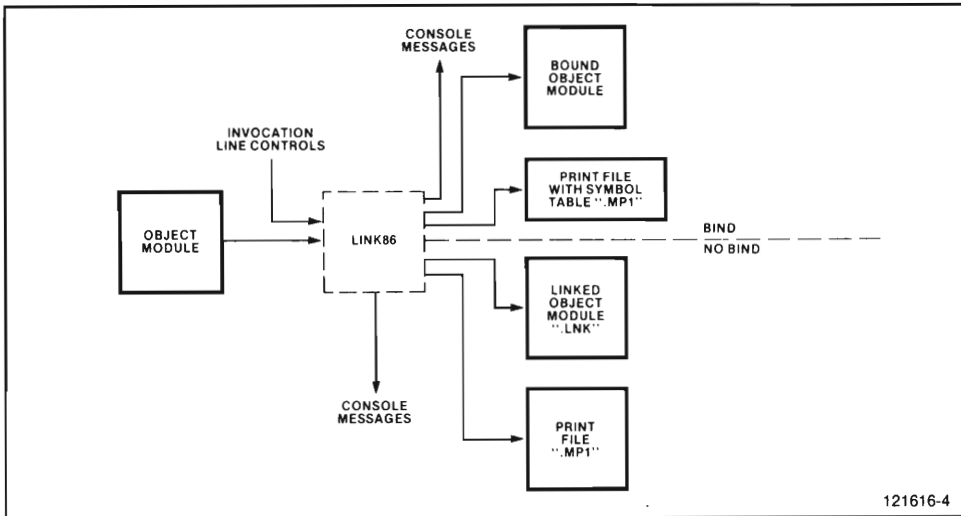 CONSOLE
MESSAGES
BOUND
OBJECT
MODULE
INVOCATION
LINE CONTROLS
PRINT FILE
WITH SYMBOL
TABLE ".MP1"
OBJECT
MODULE
LINK86
BIND
NO BIND
LINKED
OBJECT
MODULE
".LNK"
CONSOLE
MESSAGES
PRINT
FILE
".MP1"
121616-4